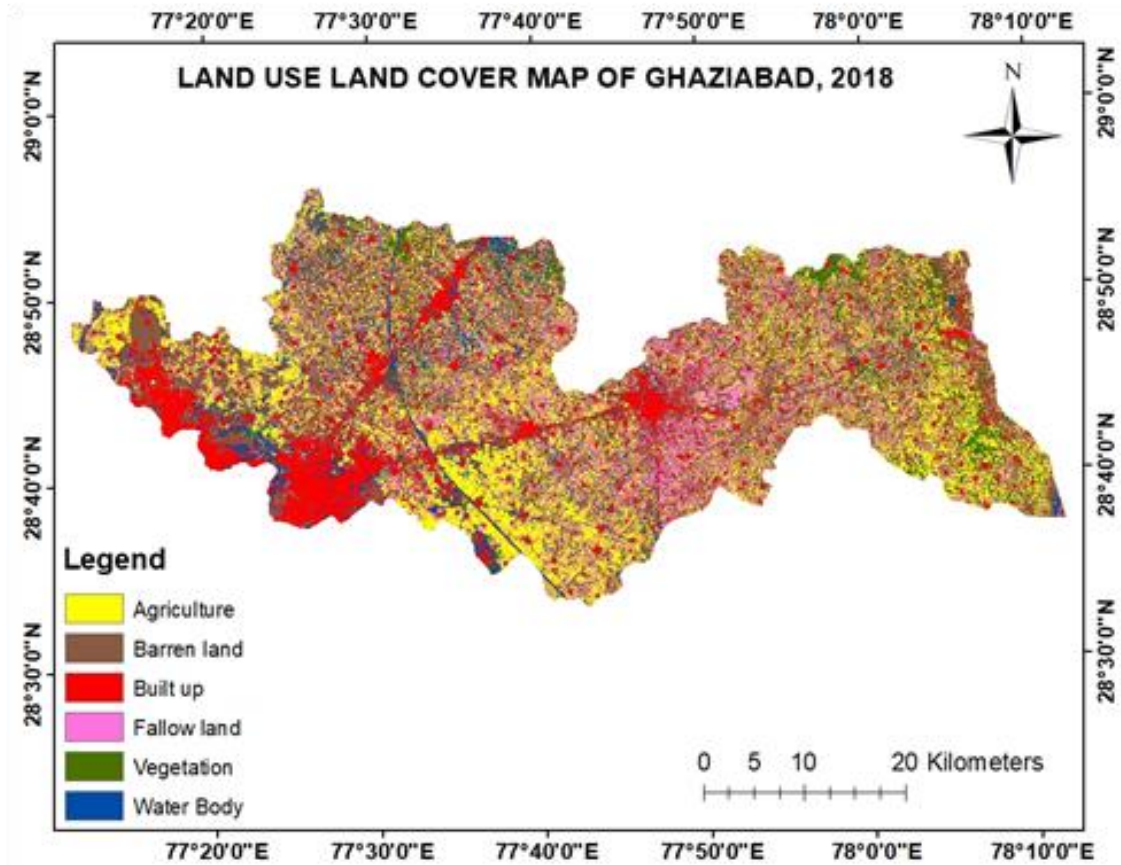 77°20'0"E 77°30'0"E 77°40'0"E 77°50'0"E 78°0'0"E 78°10'0"E
LAND USE LAND COVER MAP OF GHAZIABAD, 2018
N
29°0'0"N
29°0'0"N
28°50'0"N
28°50'0"N
28°40'0"N
28°40'0"N
28°30'0"N
28°30'0"N
Legend
Agriculture
Barren land
Built up
Fallow land
Vegetation
Water Body
0 5 10 20 Kilometers
77°20'0"E 77°30'0"E 77°40'0"E 77°50'0"E 78°0'0"E 78°10'0"E